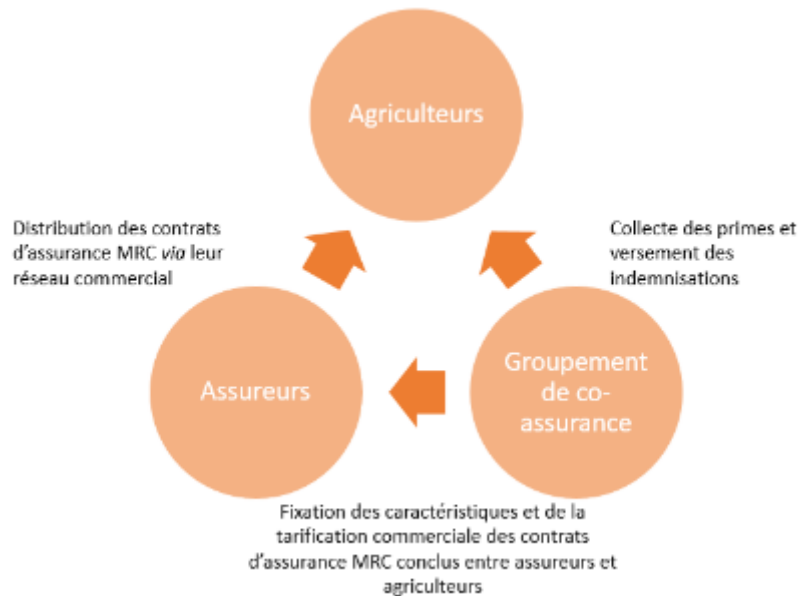 Agriculteurs
Distribution des contrats
d'assurance MRC via leur
réseau commercial
Collecte des primes et
versement des
indemnisations
Assureurs
Groupement
de co-
assurance
Fixation des caractéristiques et de la
tarification commerciale des contrats
d'assurance MRC conclus entre assureurs et
agriculteurs